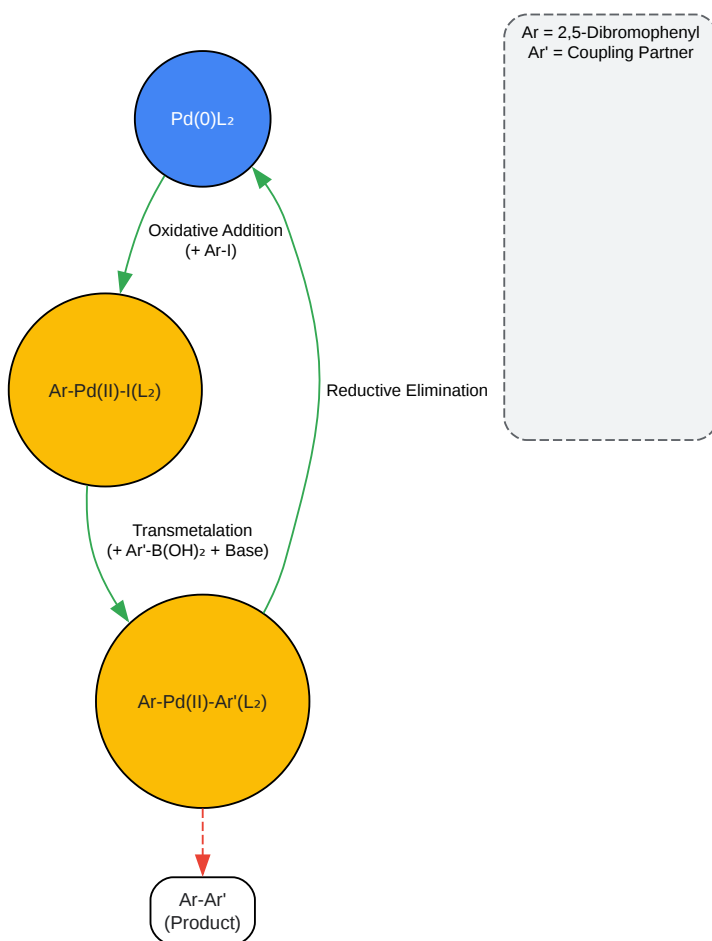 Ar = 2,5-Dibromophenyl
Ar' = Coupling Partner
Pd(0)L₂
Oxidative Addition
(+ Ar-I)
Ar-Pd(II)-I(L₂)
Reductive Elimination
Transmetalation
(+ Ar'-B(OH)₂ + Base)
Ar-Pd(II)-Ar'(L₂)
Ar-Ar'
(Product)